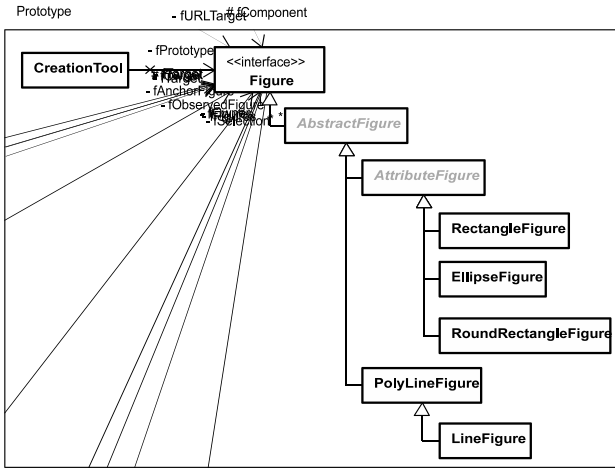 Prototype
- fURLTarget
# fComponent
- fPrototype
<<interface>>
Figure
CreationTool
- fAnchorFigure
- fObservedFigure
- fSelection
* *
AbstractFigure
AttributeFigure
RectangleFigure
EllipseFigure
RoundRectangleFigure
PolyLineFigure
LineFigure